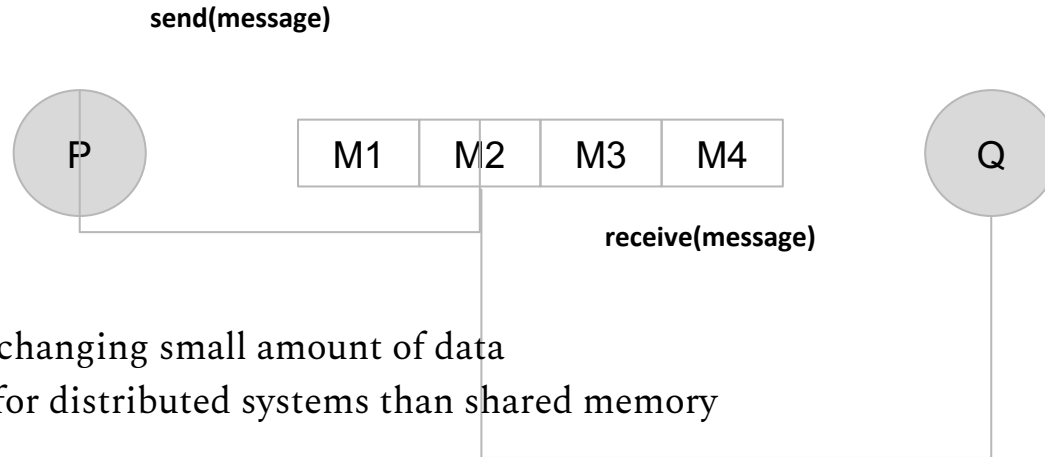 send(message)
P M1 M2 M3 M4 Q
receive(message)
changing small amount of data
for distributed systems than shared memory